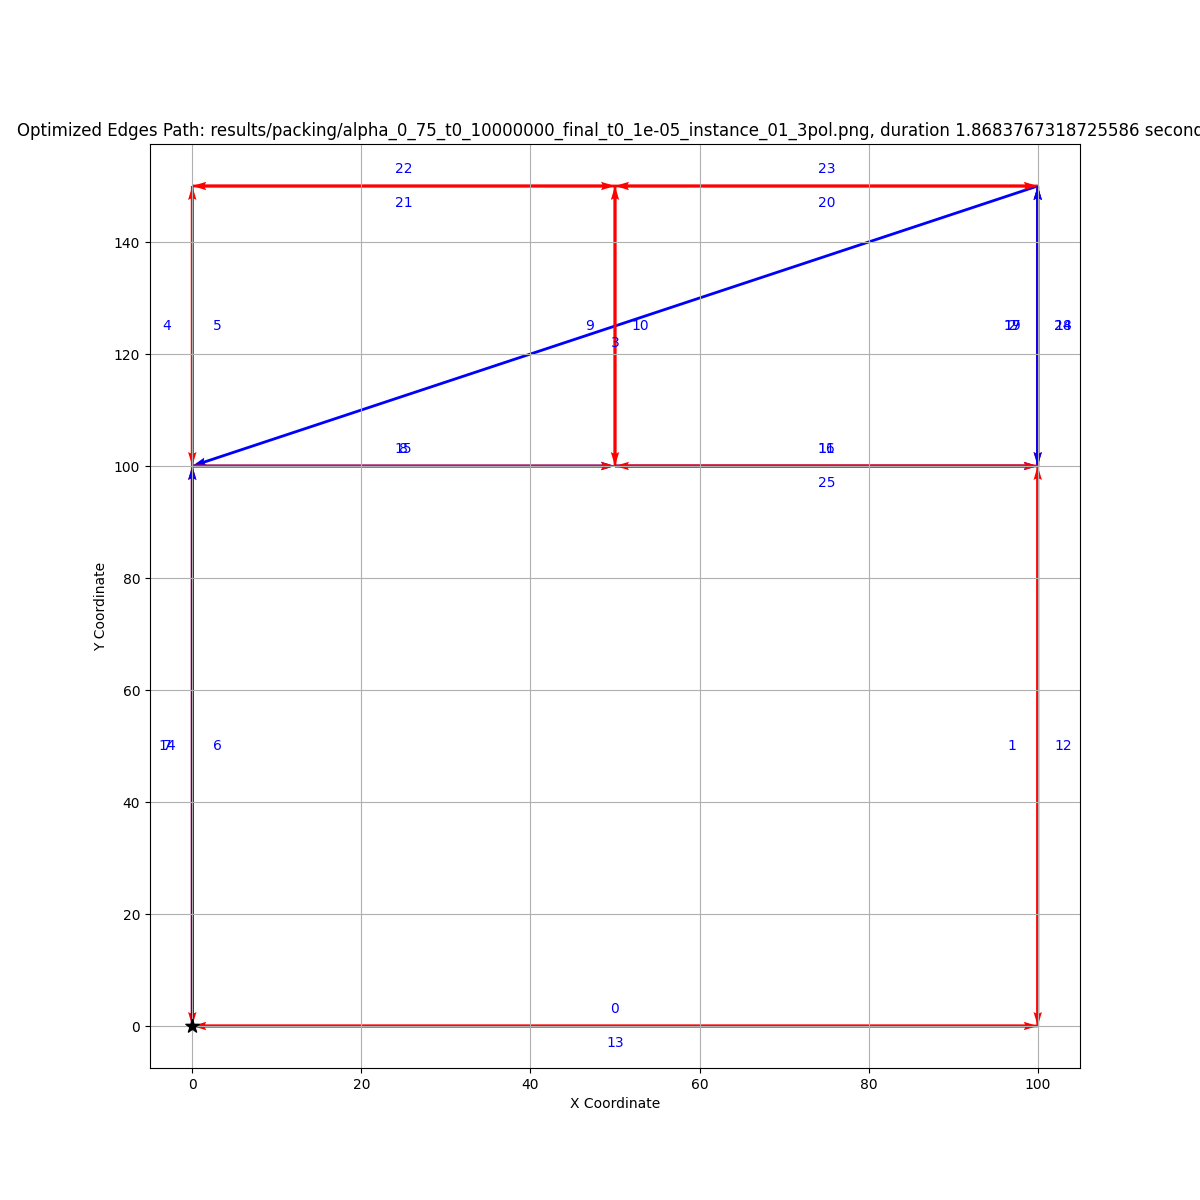 Optimized Edges Path: results/packing/alpha_0_75_t0_10000000_final_t0_1e-05_instance_01_3pol.png, duration 1.8683767318725586 second
22 23
21 20
140
4 5 9 10
3
120
8
100
25
80
Y Coordinate
60
6 1 12
40
20
0
0
13
0 20 40 60 80 100
X Coordinate